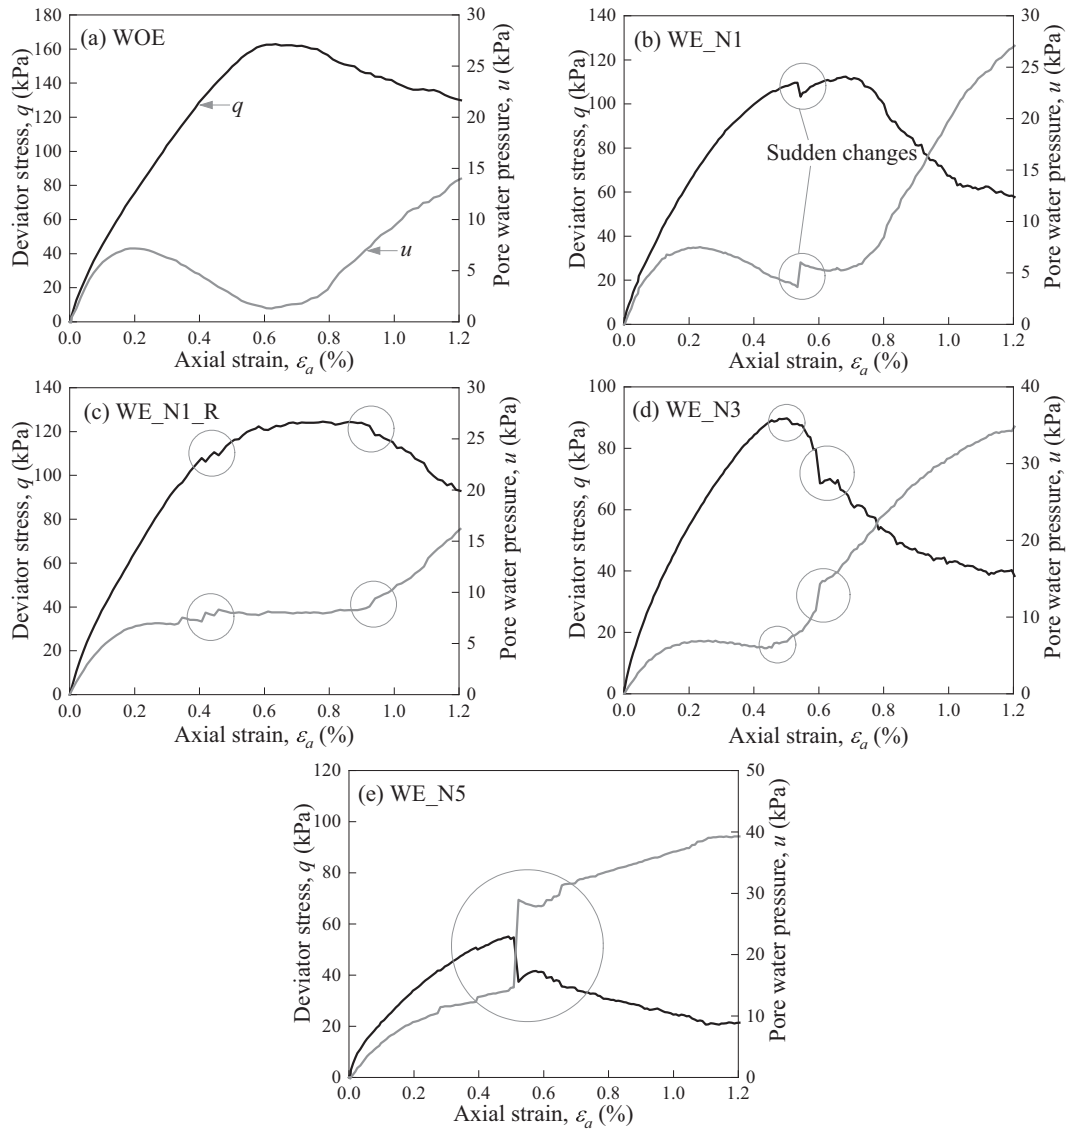 (a) WOE
Deviator stress, q (kPa)
180
160
140
120
100
80
60
40
20
0
q
u
30
25
20
15
10
5
0
Pore water pressure, u (kPa)
0.0 0.2 0.4 0.6 0.8 1.0 1.2
Axial strain, εa (%)
(b) WE_N1
Deviator stress, q (kPa)
140
120
100
80
60
40
20
0
Sudden changes
30
25
20
15
10
5
0
Pore water pressure, u (kPa)
0.0 0.2 0.4 0.6 0.8 1.0 1.2
Axial strain, εa (%)
(c) WE_N1_R
Deviator stress, q (kPa)
140
120
100
80
60
40
20
0
30
25
20
15
10
5
0
Pore water pressure, u (kPa)
0.0 0.2 0.4 0.6 0.8 1.0 1.2
Axial strain, εa (%)
(d) WE_N3
Deviator stress, q (kPa)
100
80
60
40
20
0
40
30
20
10
0
Pore water pressure, u (kPa)
0.0 0.2 0.4 0.6 0.8 1.0 1.2
Axial strain, εa (%)
(e) WE_N5
Deviator stress, q (kPa)
120
100
80
60
40
20
0
50
40
30
20
10
0
Pore water pressure, u (kPa)
0.0 0.2 0.4 0.6 0.8 1.0 1.2
Axial strain, εa (%)